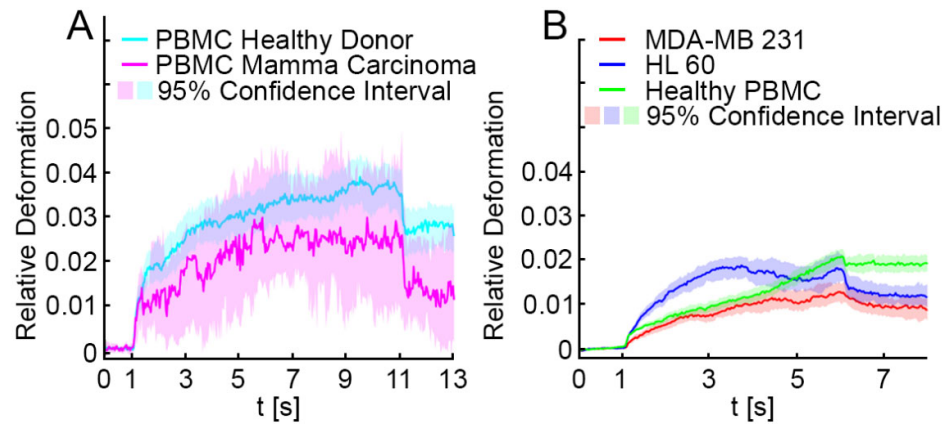 A
PBMC Healthy Donor
PBMC Mamma Carcinoma
95% Confidence Interval
Relative Deformation
0.05
0.04
0.03
0.02
0.01
0
0 1 3 5 7 9 11 13
t [s]
B
MDA-MB 231
HL 60
Healthy PBMC
95% Confidence Interval
Relative Deformation
0.04
0.03
0.02
0.01
0
0 1 3 5 7
t [s]